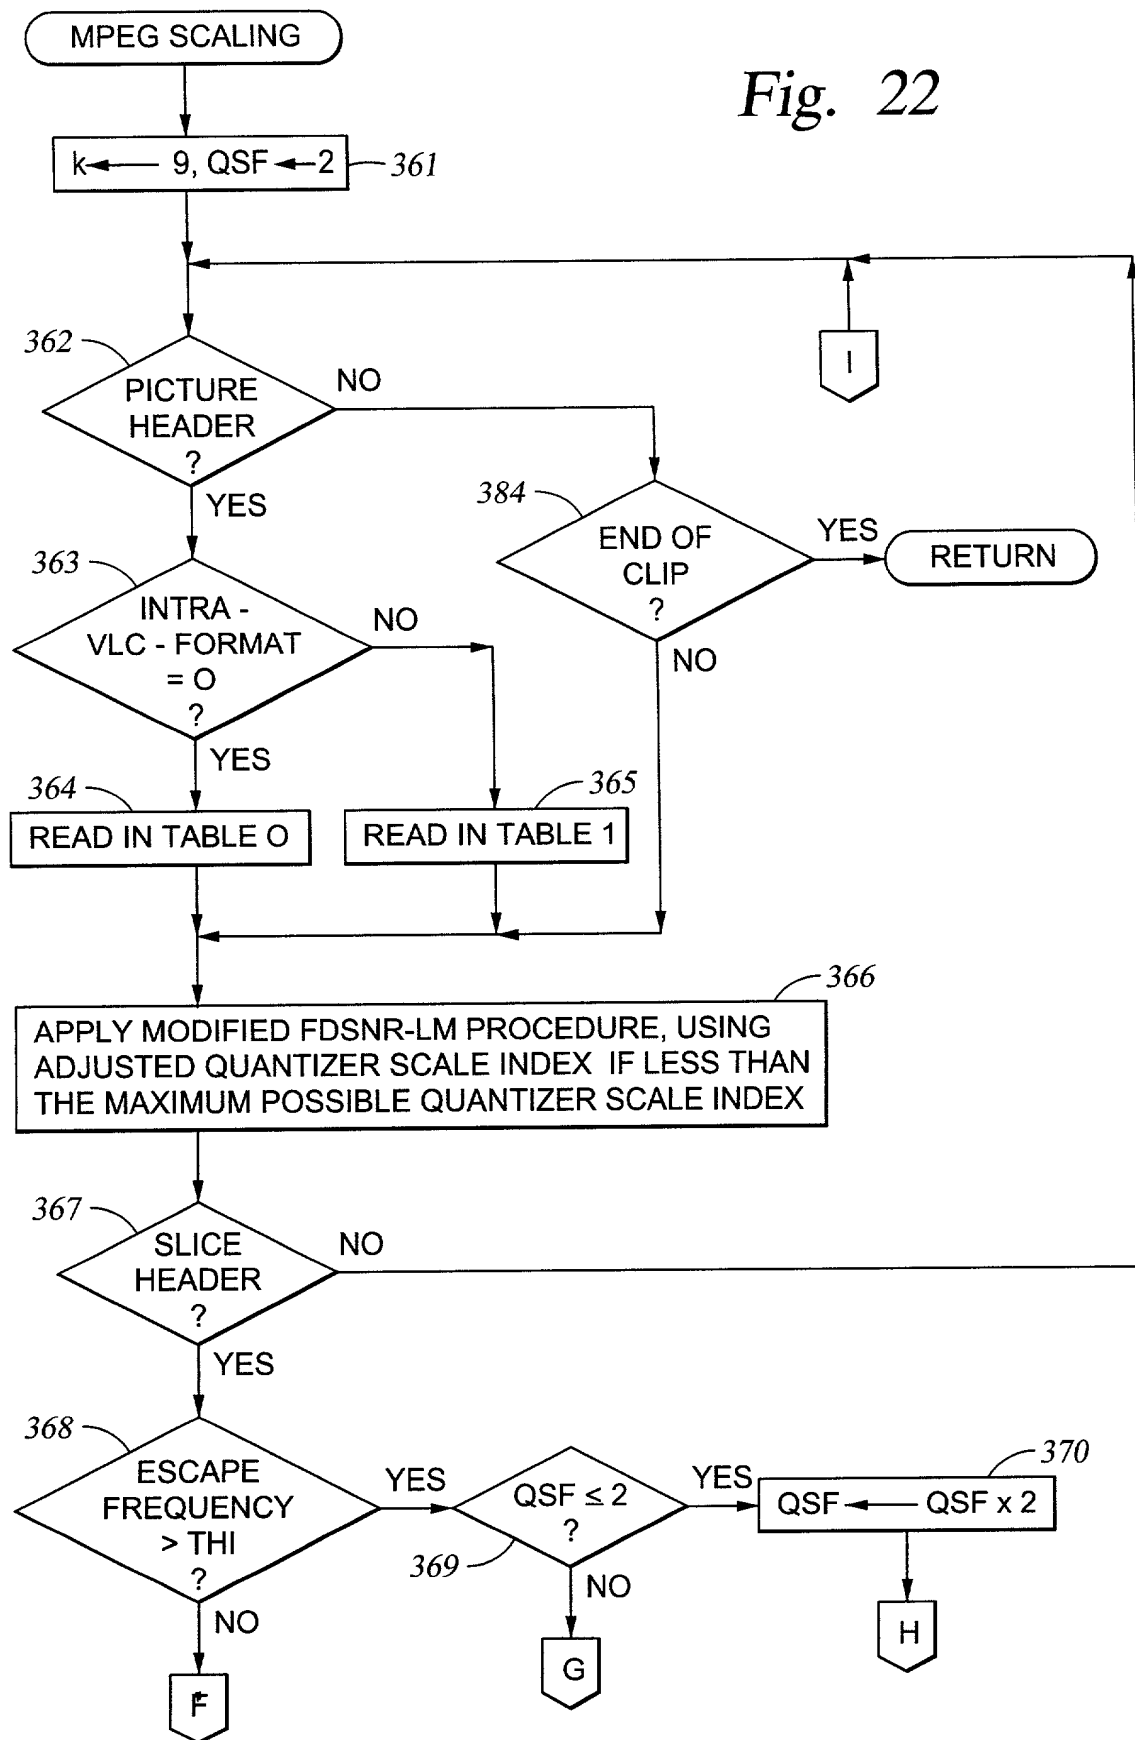 MPEG SCALING
Fig. 22
k← 9, QSF ←2
361
I
362
PICTURE
HEADER
?
NO
YES
384
END OF
CLIP
?
YES
RETURN
NO
363
INTRA -
VLC - FORMAT
= O
?
NO
YES
364
READ IN TABLE O
365
READ IN TABLE 1
366
APPLY MODIFIED FDSNR-LM PROCEDURE, USING
ADJUSTED QUANTIZER SCALE INDEX IF LESS THAN
THE MAXIMUM POSSIBLE QUANTIZER SCALE INDEX
367
SLICE
HEADER
?
NO
YES
368
ESCAPE
FREQUENCY
> THI
?
YES
NO
QSF ≤ 2
?
369
YES
NO
370
QSF ← QSF x 2
H
G
F